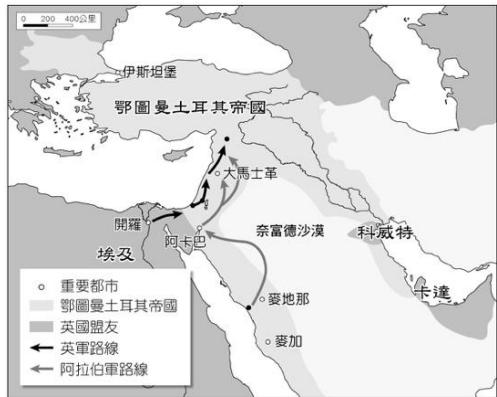 0 200 400公里
伊斯坦堡
鄂圖曼土耳其帝國
大馬士革
開羅
阿卡巴
奈富德沙漠
科威特
埃及
卡達
麥地那
麥加
重要都市
鄂圖曼土耳其帝國
英國盟友
英軍路線
阿拉伯軍路線